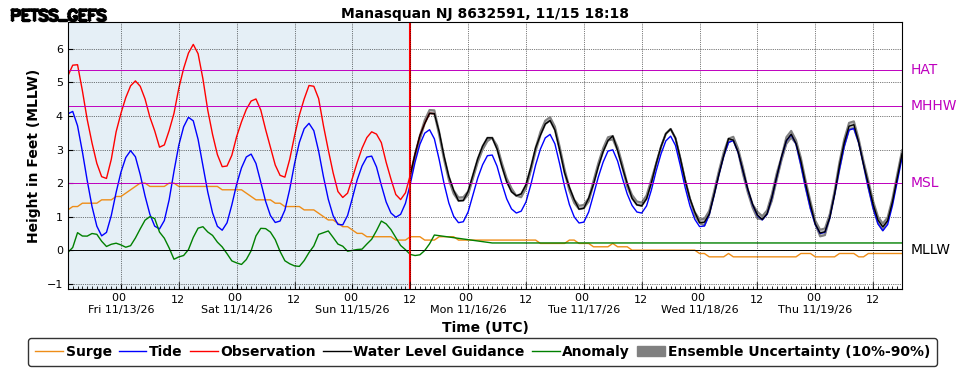 PETSS_GEFS
Manasquan NJ 8632591, 11/15 18:18
Height in Feet (MLLW)
6
5
4
3
2
1
0
−1
HAT
MHHW
MSL
MLLW
00 12 00 12 00 12 00 12 00 12 00 12 00 12
Fri 11/13/26 Sat 11/14/26 Sun 11/15/26 Mon 11/16/26 Tue 11/17/26 Wed 11/18/26 Thu 11/19/26
Time (UTC)
Surge Tide Observation Water Level Guidance Anomaly Ensemble Uncertainty (10%-90%)